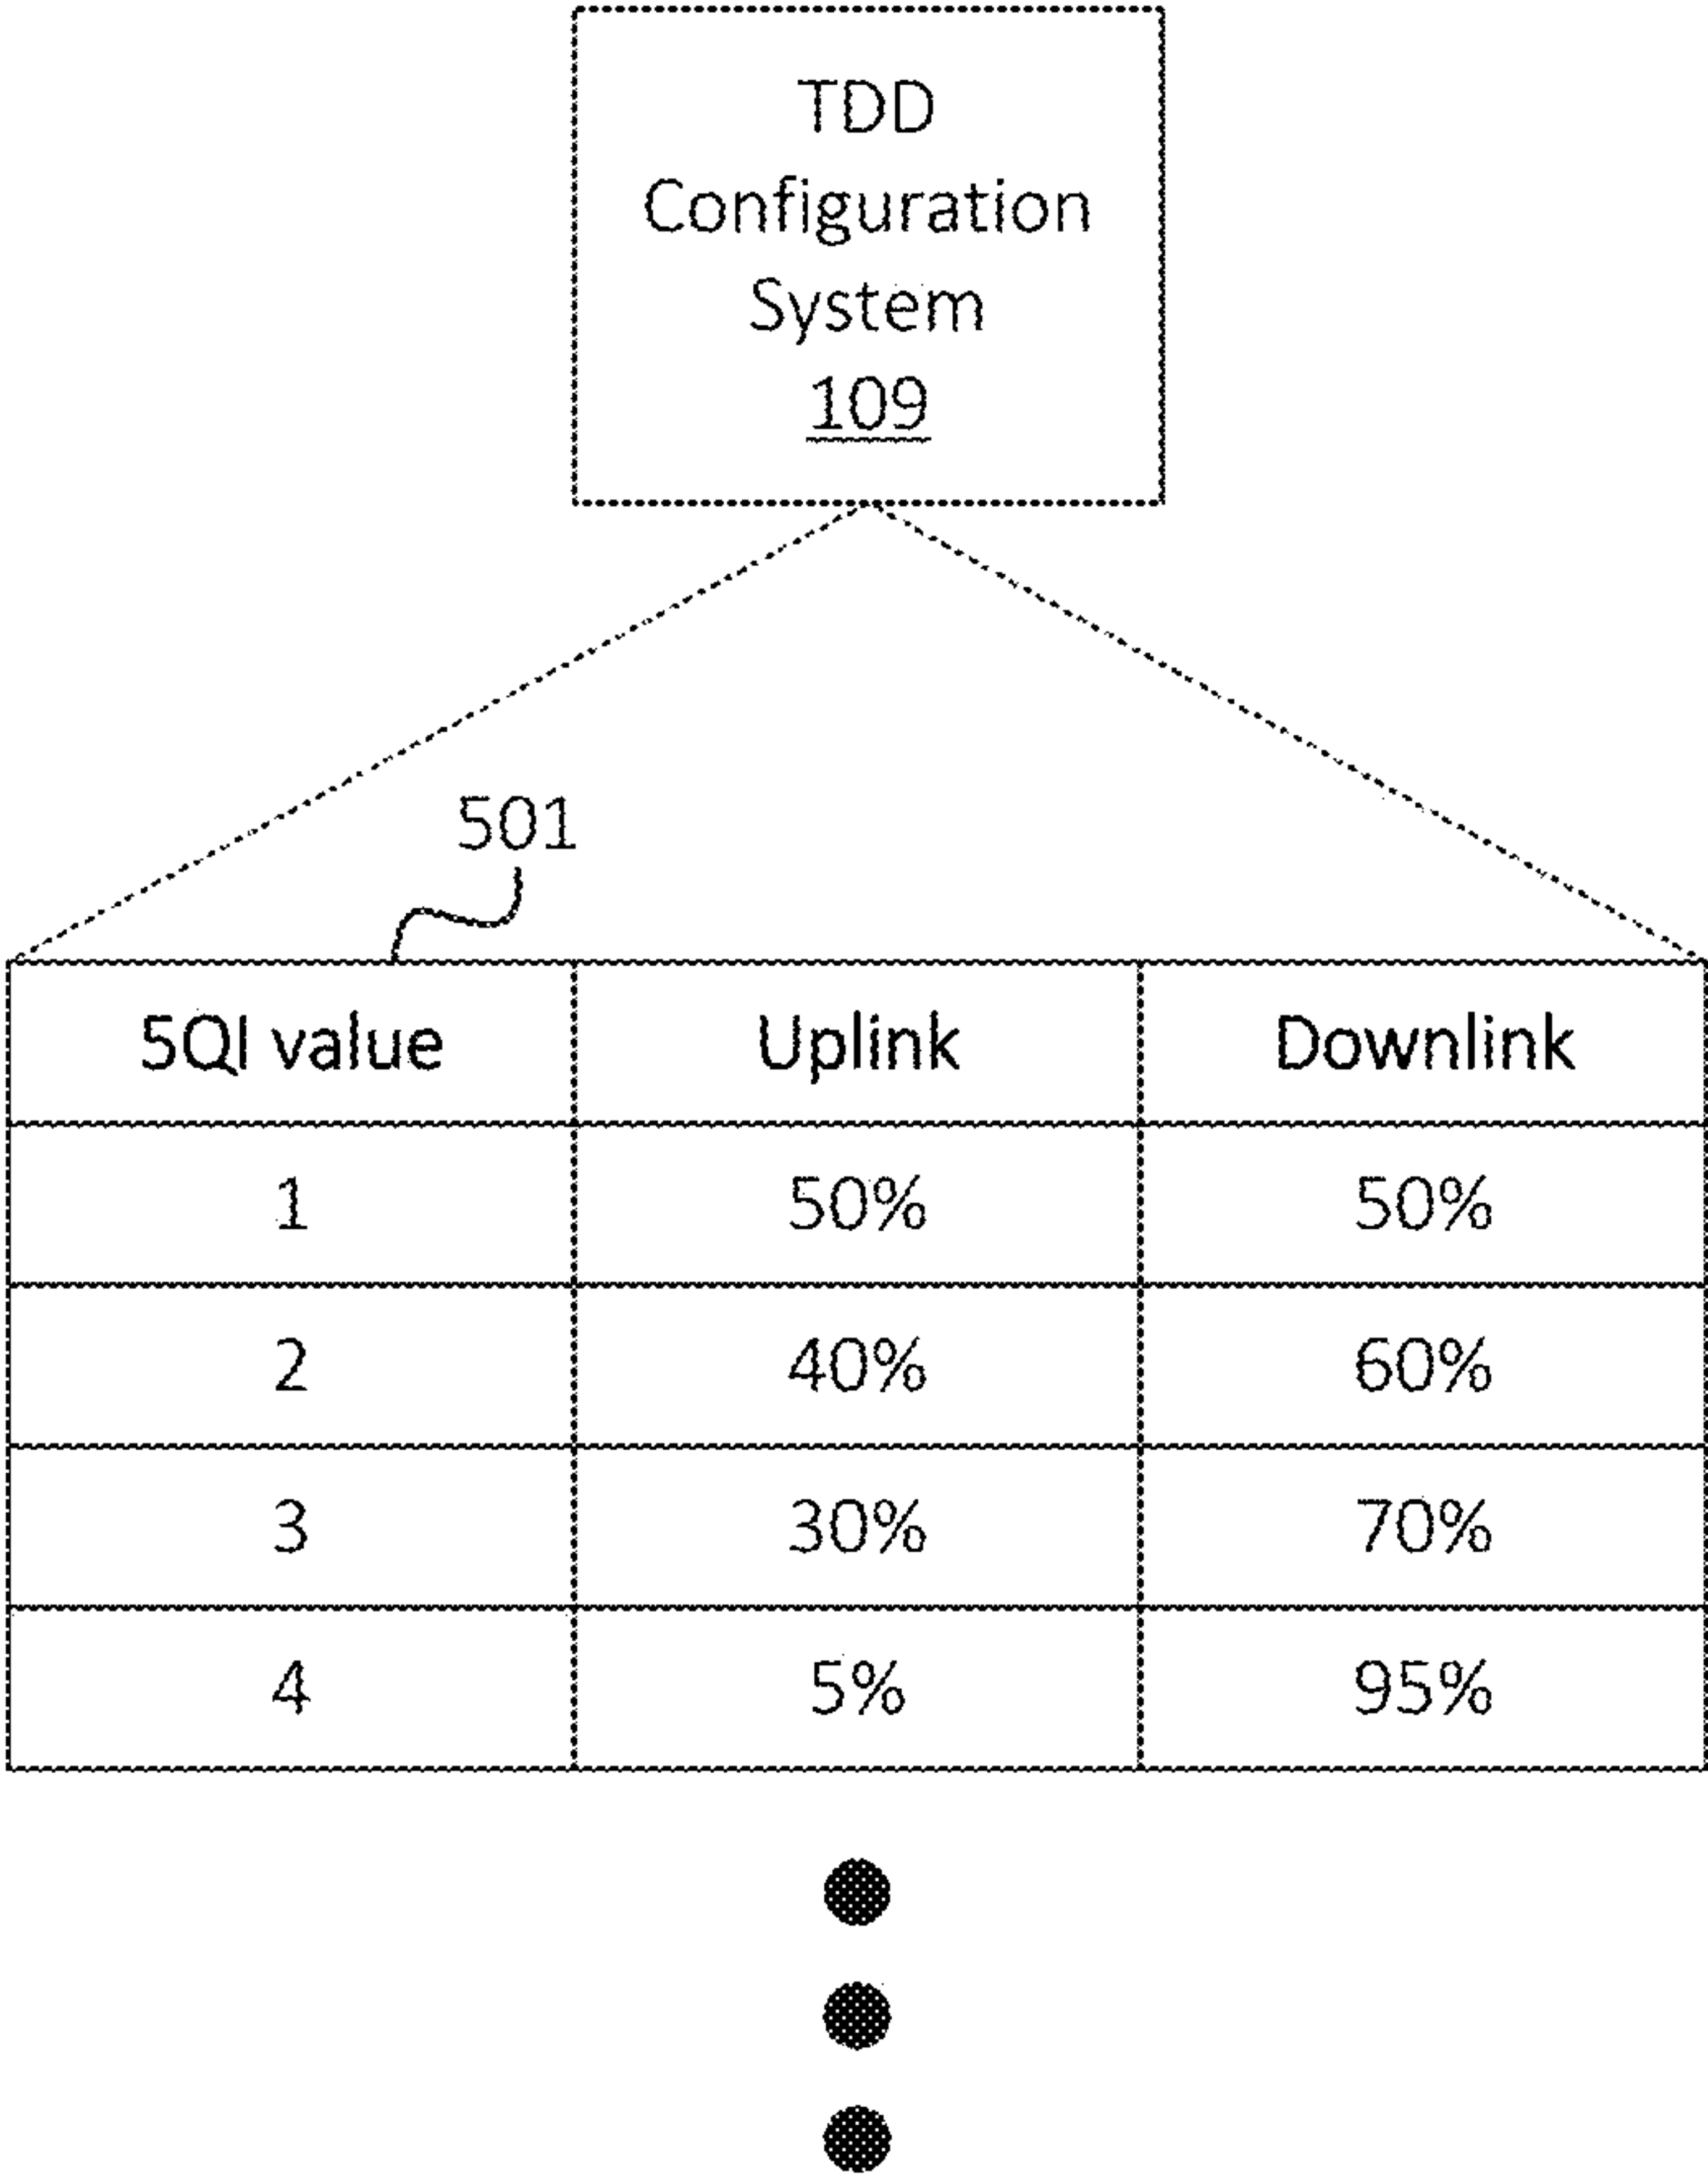 TDD
Configuration
System
109
501
5QI value Uplink Downlink
1 50% 50%
2 40% 60%
3 30% 70%
4 5% 95%